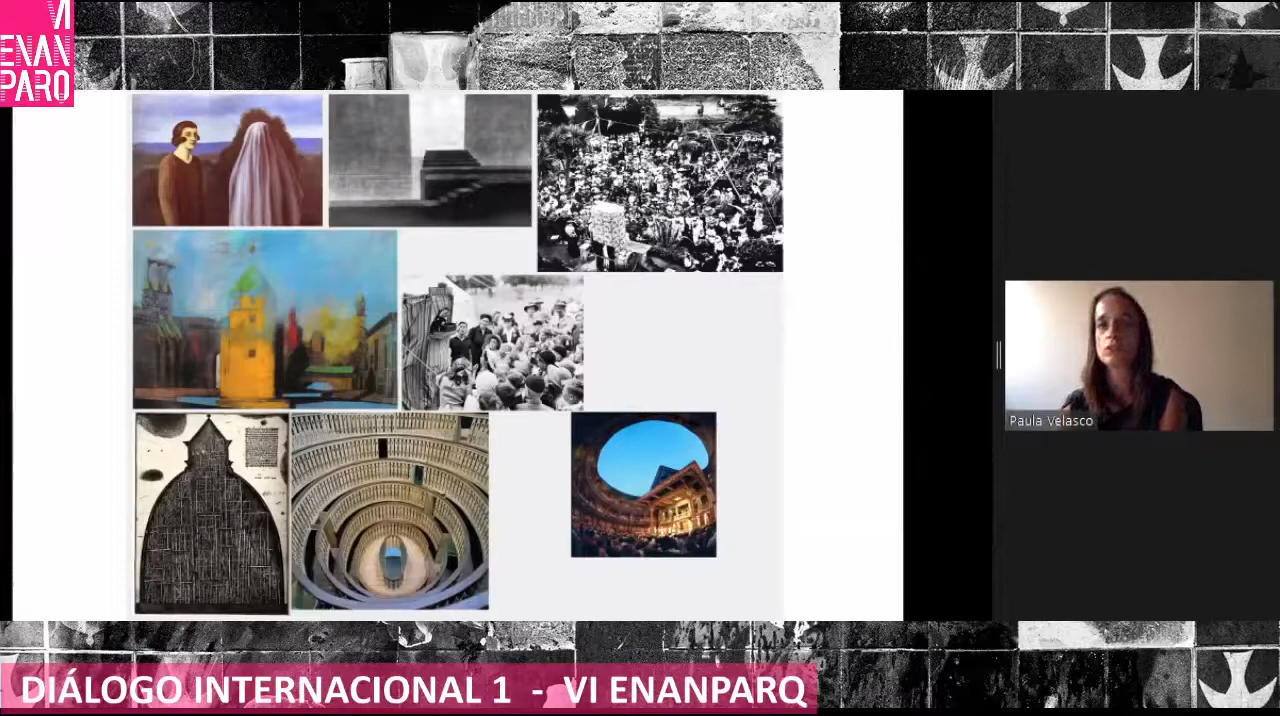 VI
ENAN
PARQ
Paula Velasco
DIÁLOGO INTERNACIONAL 1 - VI ENANPARQ